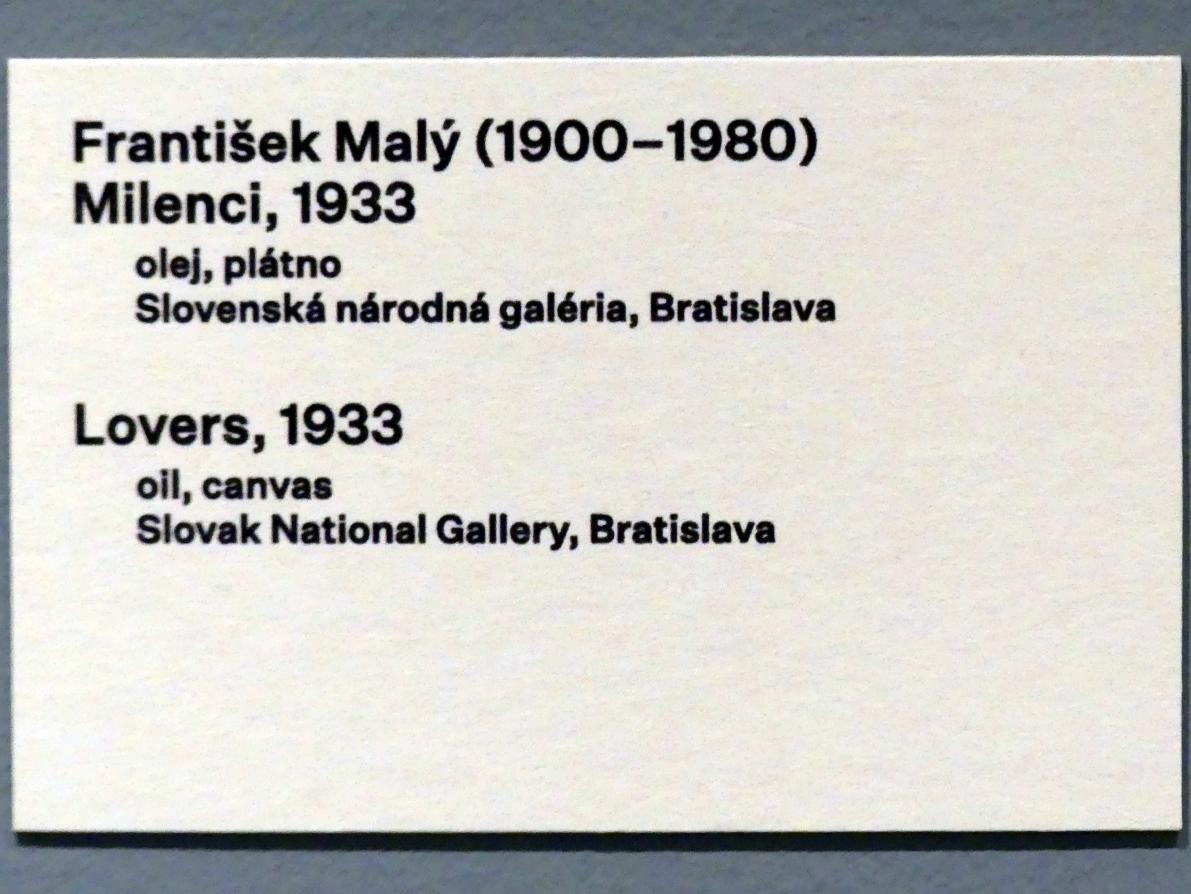 František Malý (1900–1980)
Milenci, 1933
olej, plátno
Slovenská národná galéria, Bratislava
Lovers, 1933
oil, canvas
Slovak National Gallery, Bratislava